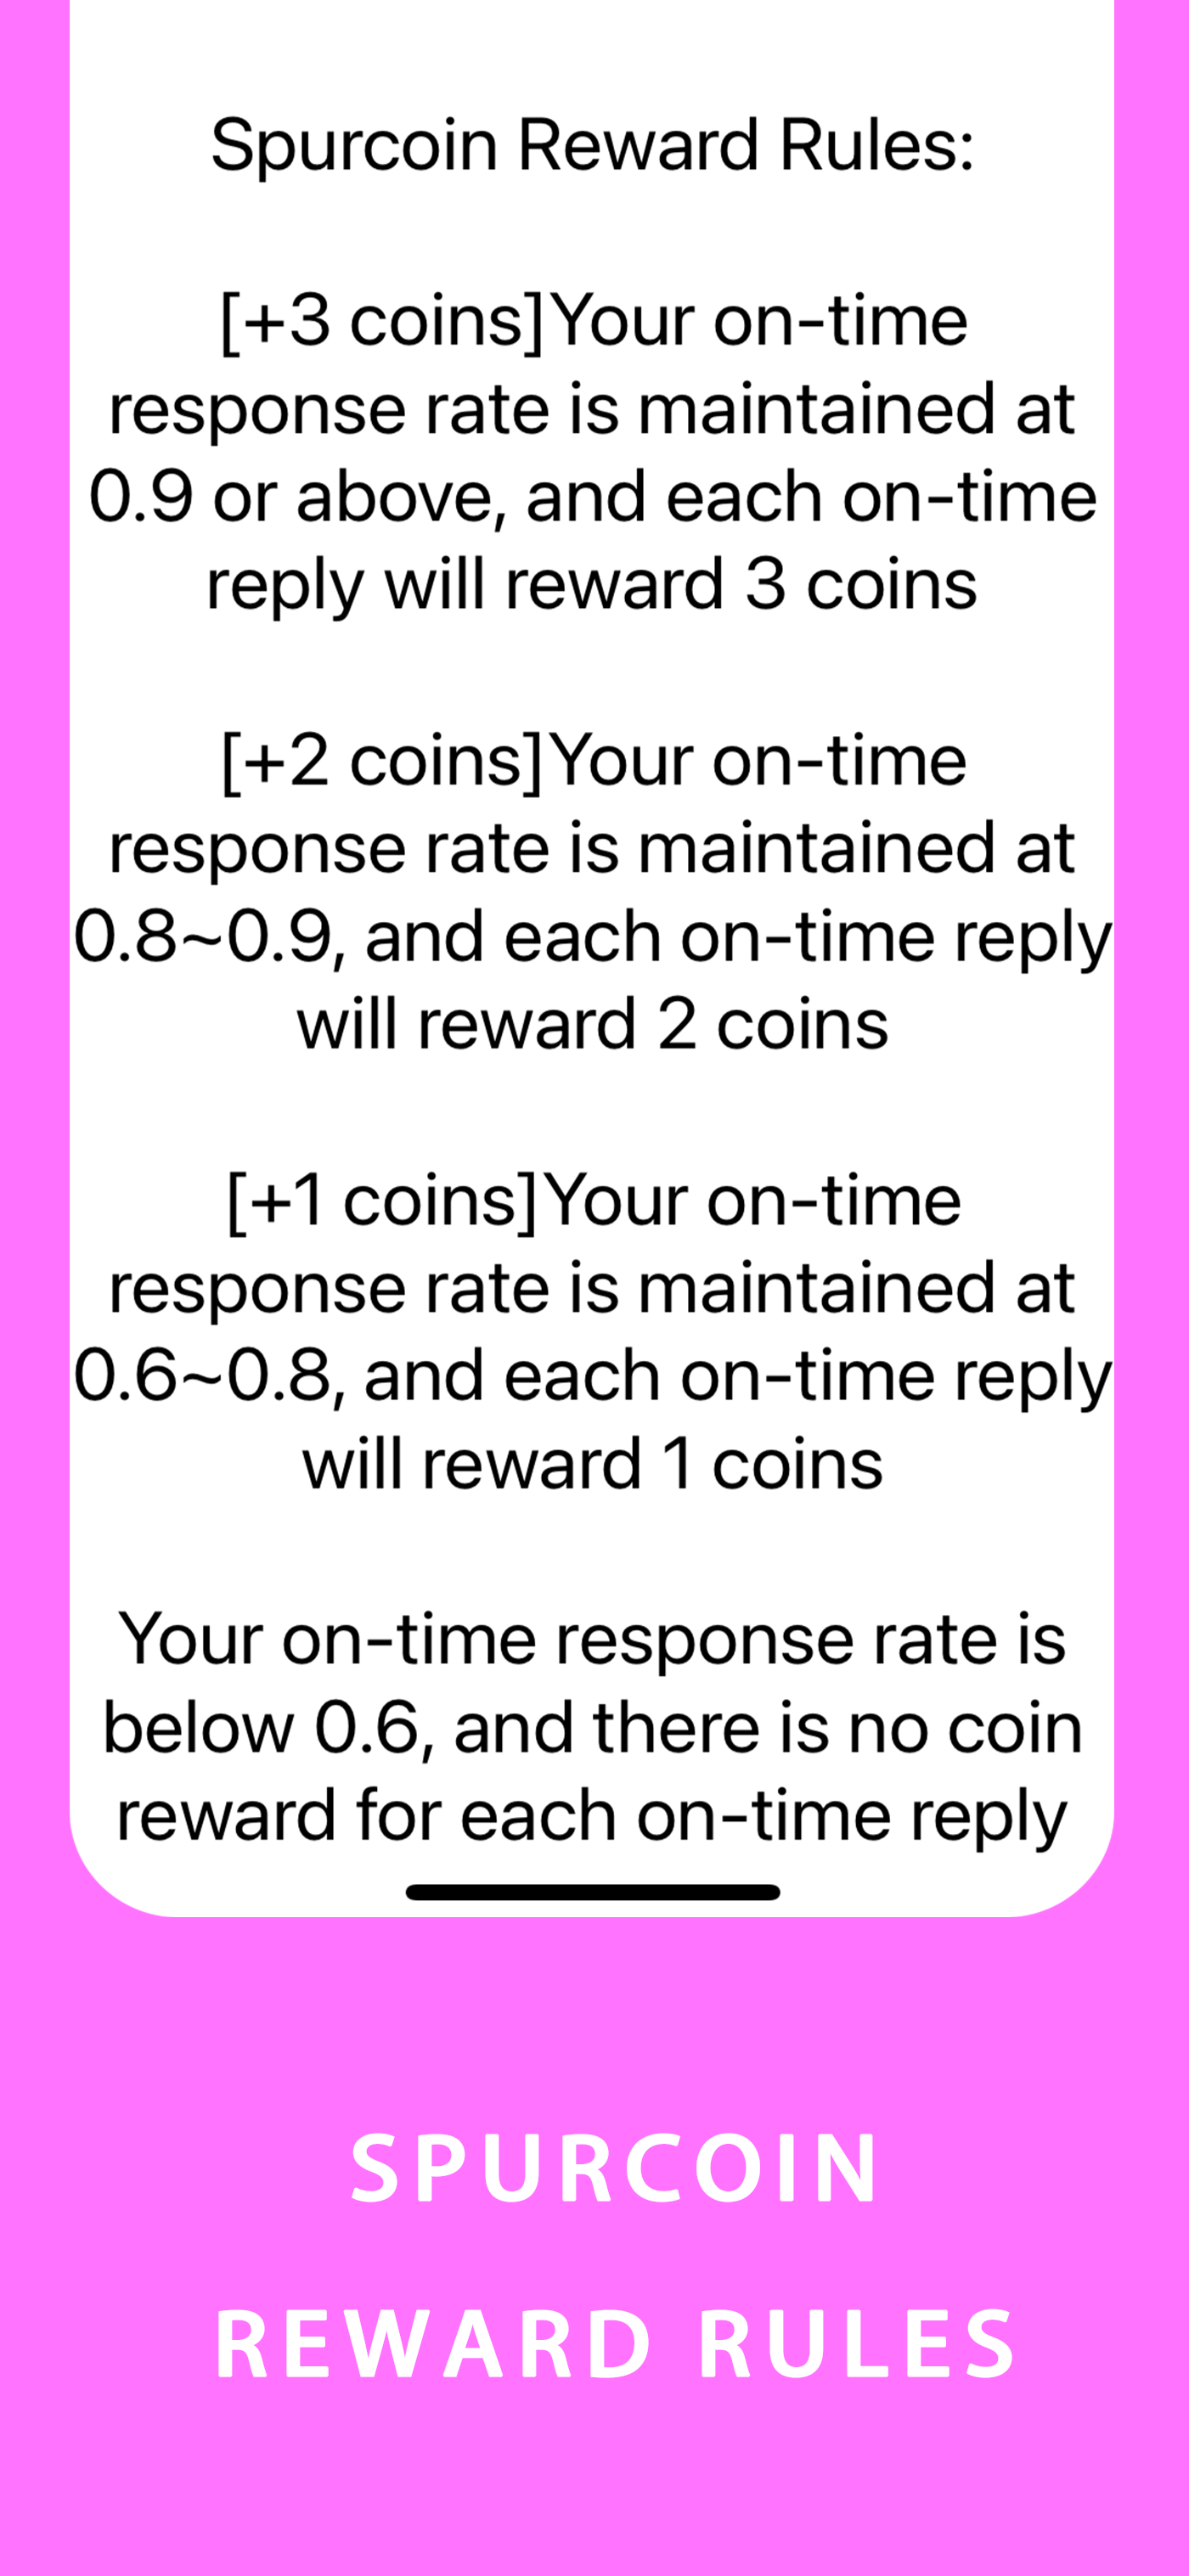 Spurcoin Reward Rules:
[+3 coins]Your on-time
response rate is maintained at
0.9 or above, and each on-time
reply will reward 3 coins
[+2 coins]Your on-time
response rate is maintained at
0.8~0.9, and each on-time reply
will reward 2 coins
[+1 coins]Your on-time
response rate is maintained at
0.6~0.8, and each on-time reply
will reward 1 coins
Your on-time response rate is
below 0.6, and there is no coin
reward for each on-time reply
SPURCOIN
REWARD RULES